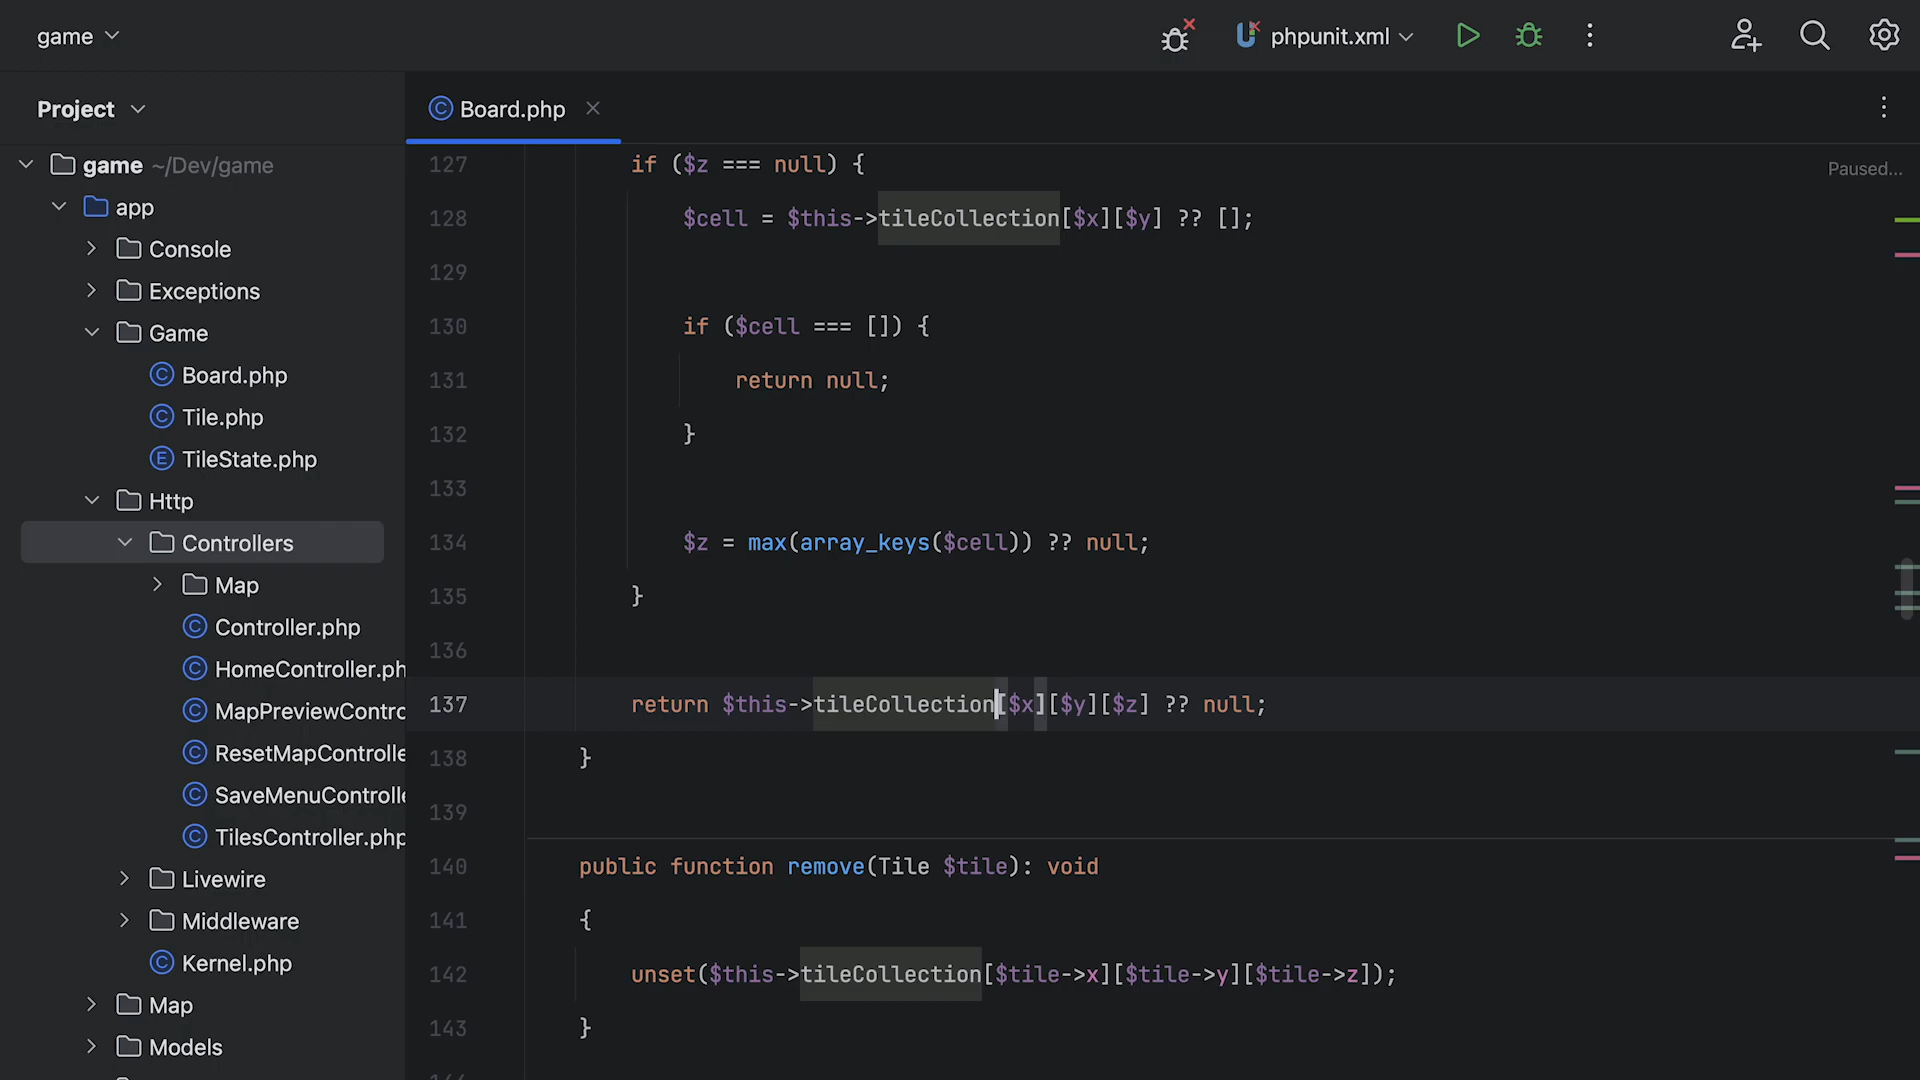 game
phpunit.xml
Project
Board.php
game ~/Dev/game
app
Console
Exceptions
Game
Board.php
Tile.php
TileState.php
Http
Controllers
Map
Controller.php
HomeController.ph
MapPreviewContro
ResetMapControlle
SaveMenuControlle
TilesController.php
Livewire
Middleware
Kernel.php
Map
Models
Paused...
127 if ($z === null) {
128 $cell = $this->tileCollection[$x][$y] ?? [];
129
130 if ($cell === []) {
131 return null;
132 }
133
134 $z = max(array_keys($cell)) ?? null;
135 }
136
137 return $this->tileCollection[$x][$y][$z] ?? null;
138 }
139
140 public function remove(Tile $tile): void
141 {
142 unset($this->tileCollection[$tile->x][$tile->y][$tile->z]);
143 }